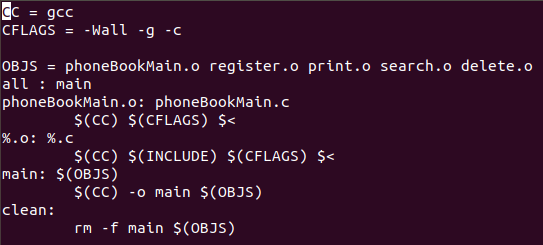 CC = gcc
CFLAGS = -Wall -g -c

OBJS = phoneBookMain.o register.o print.o search.o delete.o
all : main
phoneBookMain.o: phoneBookMain.c
        $(CC) $(CFLAGS) $<
%.o: %.c
        $(CC) $(INCLUDE) $(CFLAGS) $<
main: $(OBJS)
        $(CC) -o main $(OBJS)
clean:
        rm -f main $(OBJS)